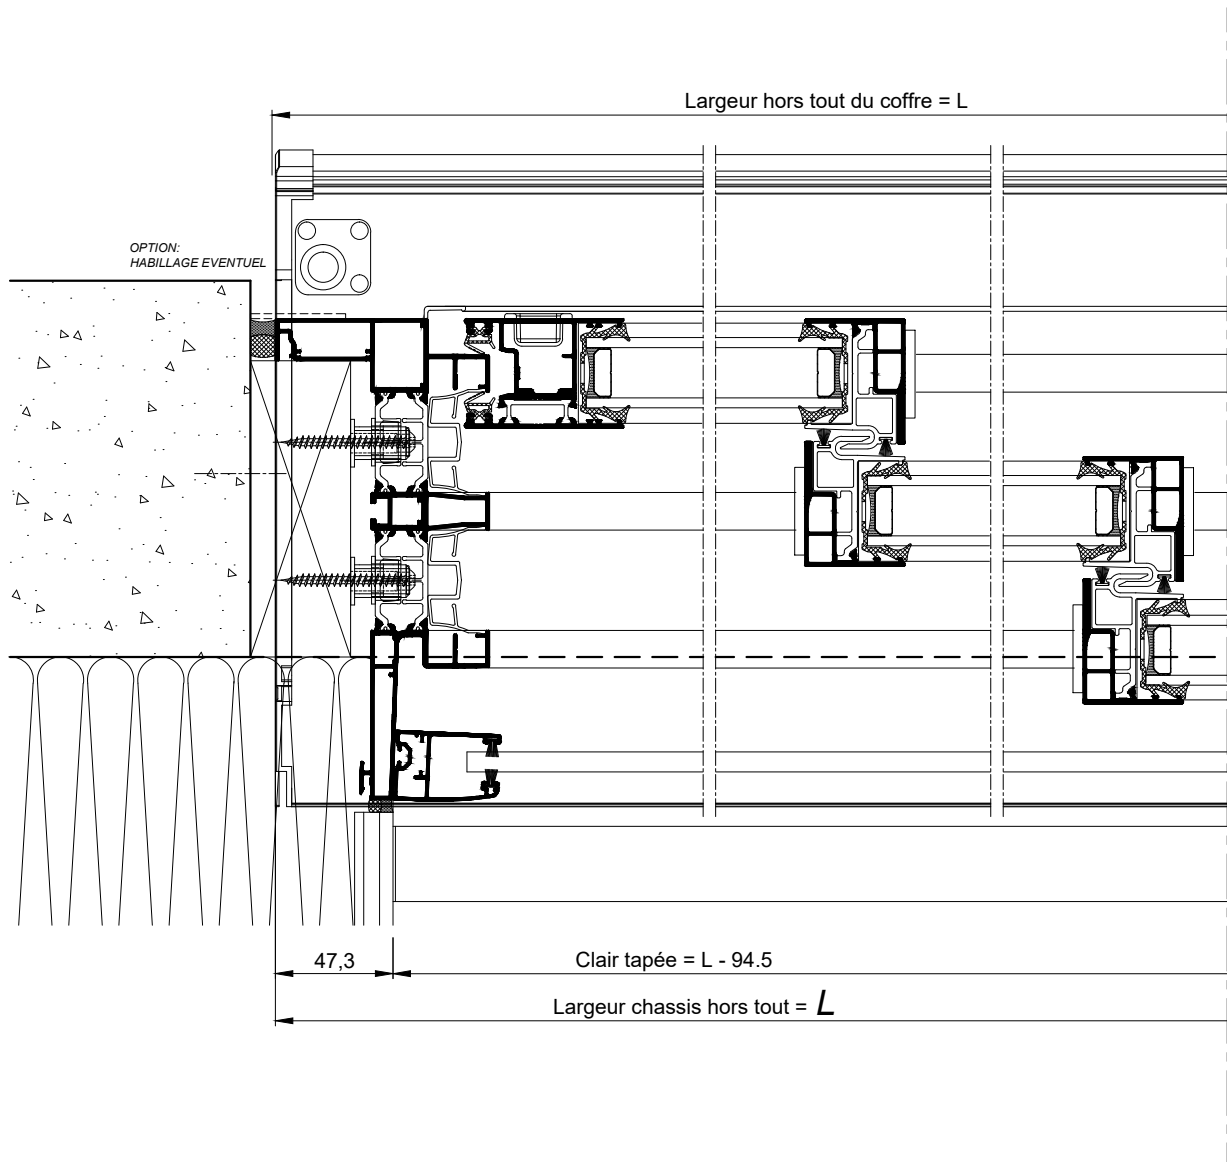 Largeur hors tout du coffre = L
OPTION:
HABILLAGE EVENTUEL
47,3
Clair tapée = L - 94.5
Largeur chassis hors tout = L